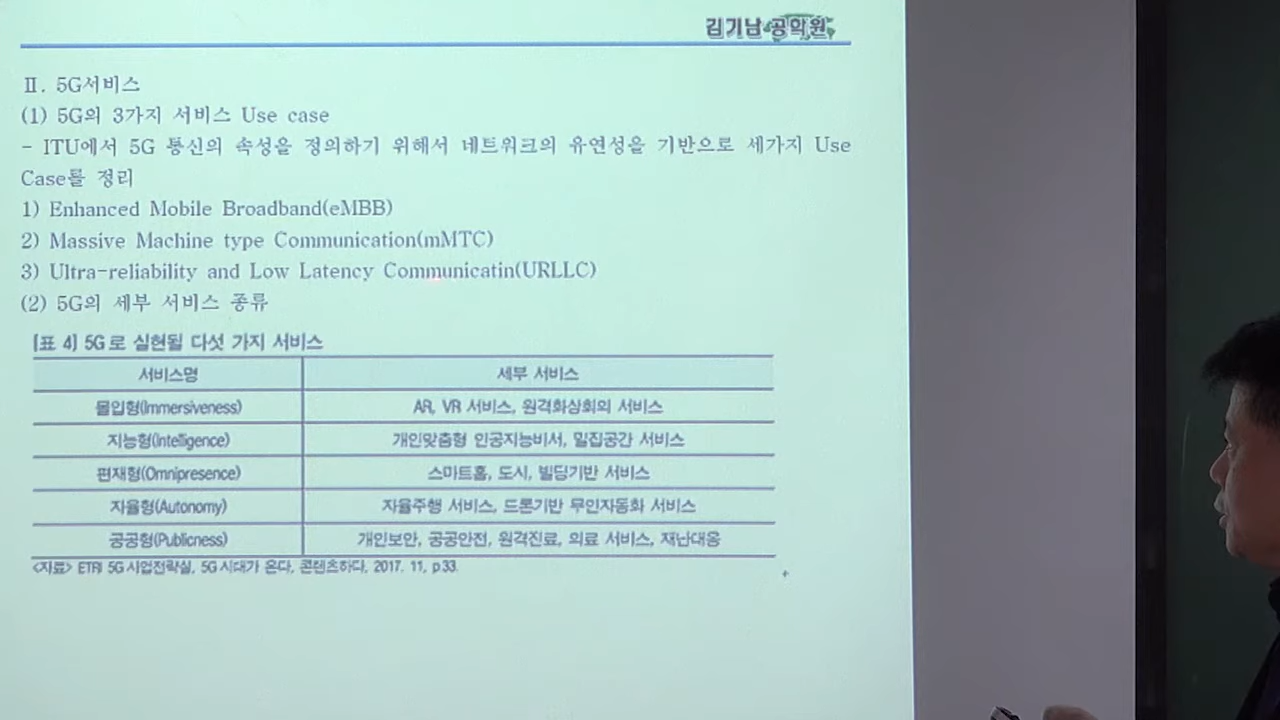 김기남 공학원
Ⅱ. 5G서비스
(1) 5G의 3가지 서비스 Use case
- ITU에서 5G 통신의 속성을 정의하기 위해서 네트워크의 유연성을 기반으로 세가지 Use
Case를 정리
1) Enhanced Mobile Broadband(eMBB)
2) Massive Machine type Communication(mMTC)
3) Ultra-reliability and Low Latency Communicatin(URLLC)
(2) 5G의 세부 서비스 종류
[표 4] 5G로 실현될 다섯 가지 서비스
서비스명 세부 서비스
몰입형(Immersiveness) AR, VR 서비스, 원격화상회의 서비스
지능형(Intelligence) 개인맞춤형 인공지능비서, 밀집공간 서비스
편재형(Omnipresence) 스마트홈, 도시, 빌딩기반 서비스
자율형(Autonomy) 자율주행 서비스, 드론기반 무인자동화 서비스
공공형(Publicness) 개인보안, 공공안전, 원격진료, 의료 서비스, 재난대응
<자료> ETRI 5G사업전략실, 5G시대가 온다, 콘텐츠하다, 2017. 11, p33.